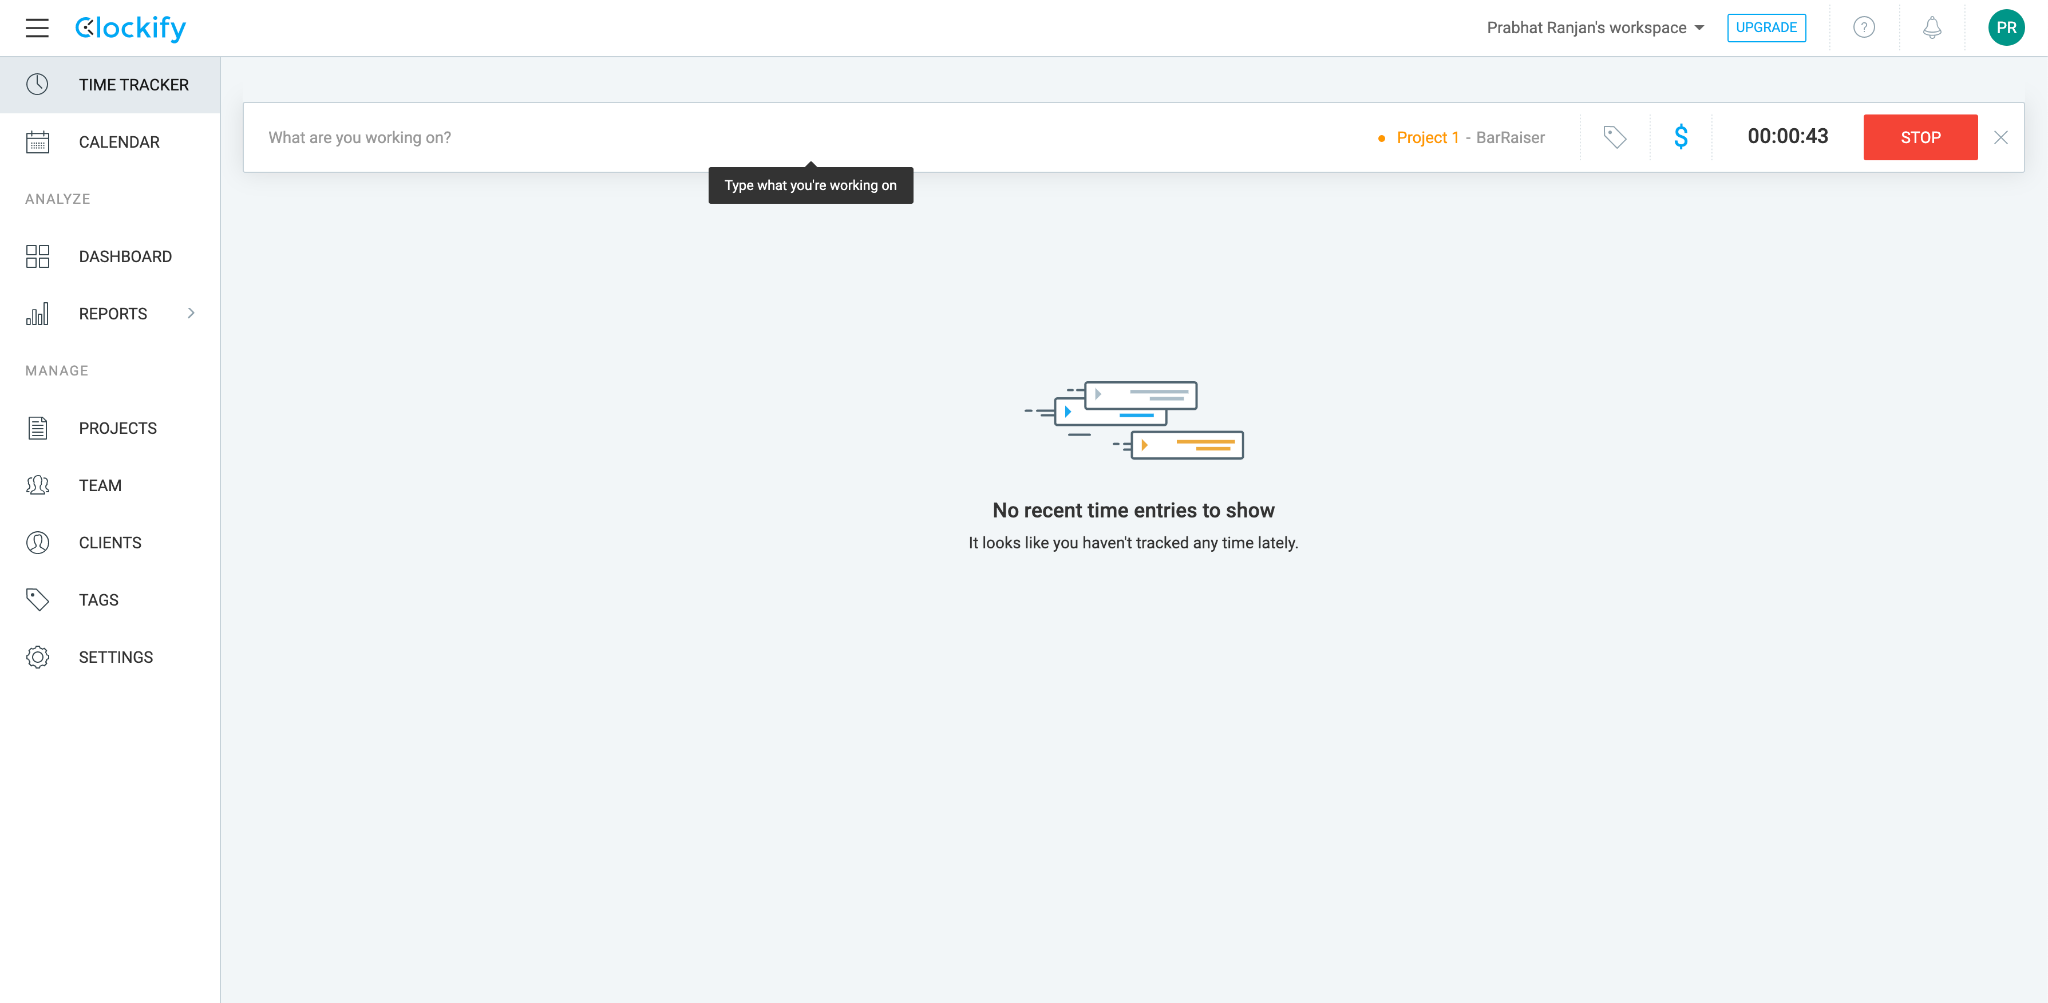 Clockify
Prabhat Ranjan's workspace
UPGRADE
?
PR
TIME TRACKER
CALENDAR
ANALYZE
DASHBOARD
REPORTS
MANAGE
PROJECTS
TEAM
CLIENTS
TAGS
SETTINGS
What are you working on?
Project 1 - BarRaiser
$
00:00:43
STOP
Type what you're working on
No recent time entries to show
It looks like you haven't tracked any time lately.